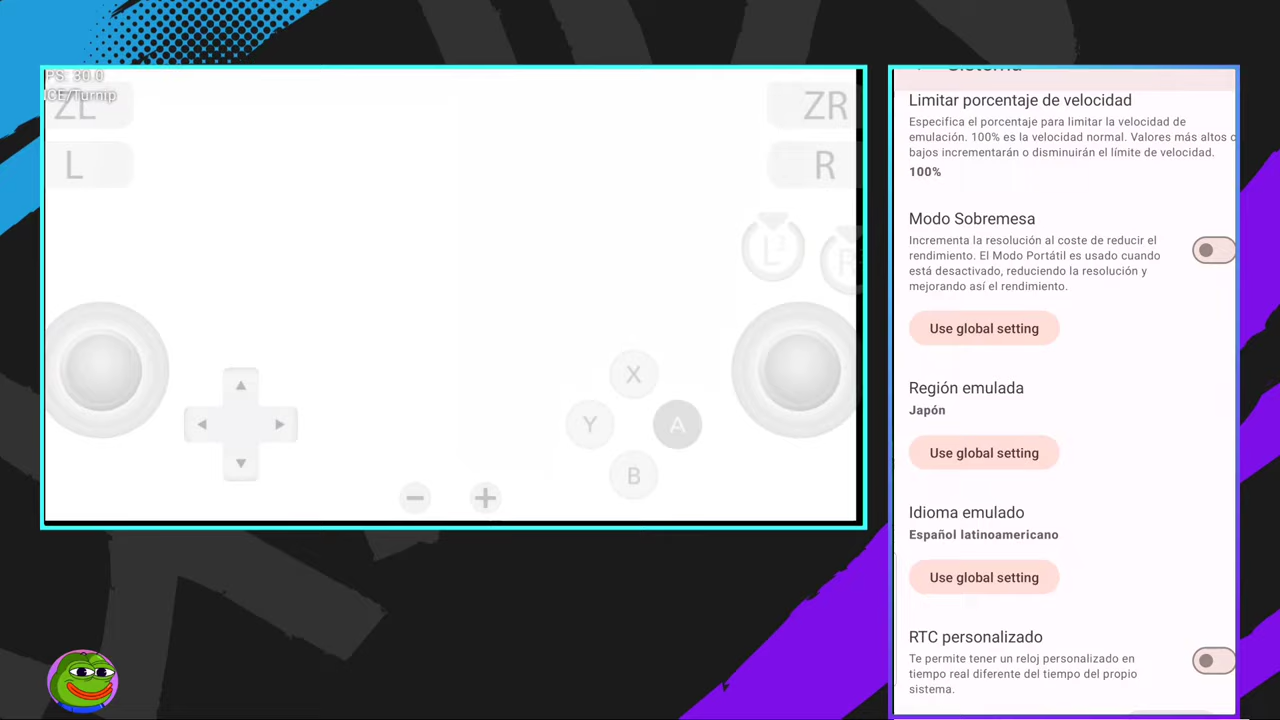 PS: 30.0
ZL
ZR
L
R
L
R
X
Y
A
B
Limitar porcentaje de velocidad
Especifica el porcentaje para limitar la velocidad de
emulación. 100% es la velocidad normal. Valores más altos o
bajos incrementarán o disminuirán el límite de velocidad.
100%
Modo Sobremesa
Incrementa la resolución al coste de reducir el
rendimiento. El Modo Portátil es usado cuando
está desactivado, reduciendo la resolución y
mejorando así el rendimiento.
Use global setting
Región emulada
Japón
Use global setting
Idioma emulado
Español latinoamericano
Use global setting
RTC personalizado
Te permite tener un reloj personalizado en
tiempo real diferente del tiempo del propio
sistema.